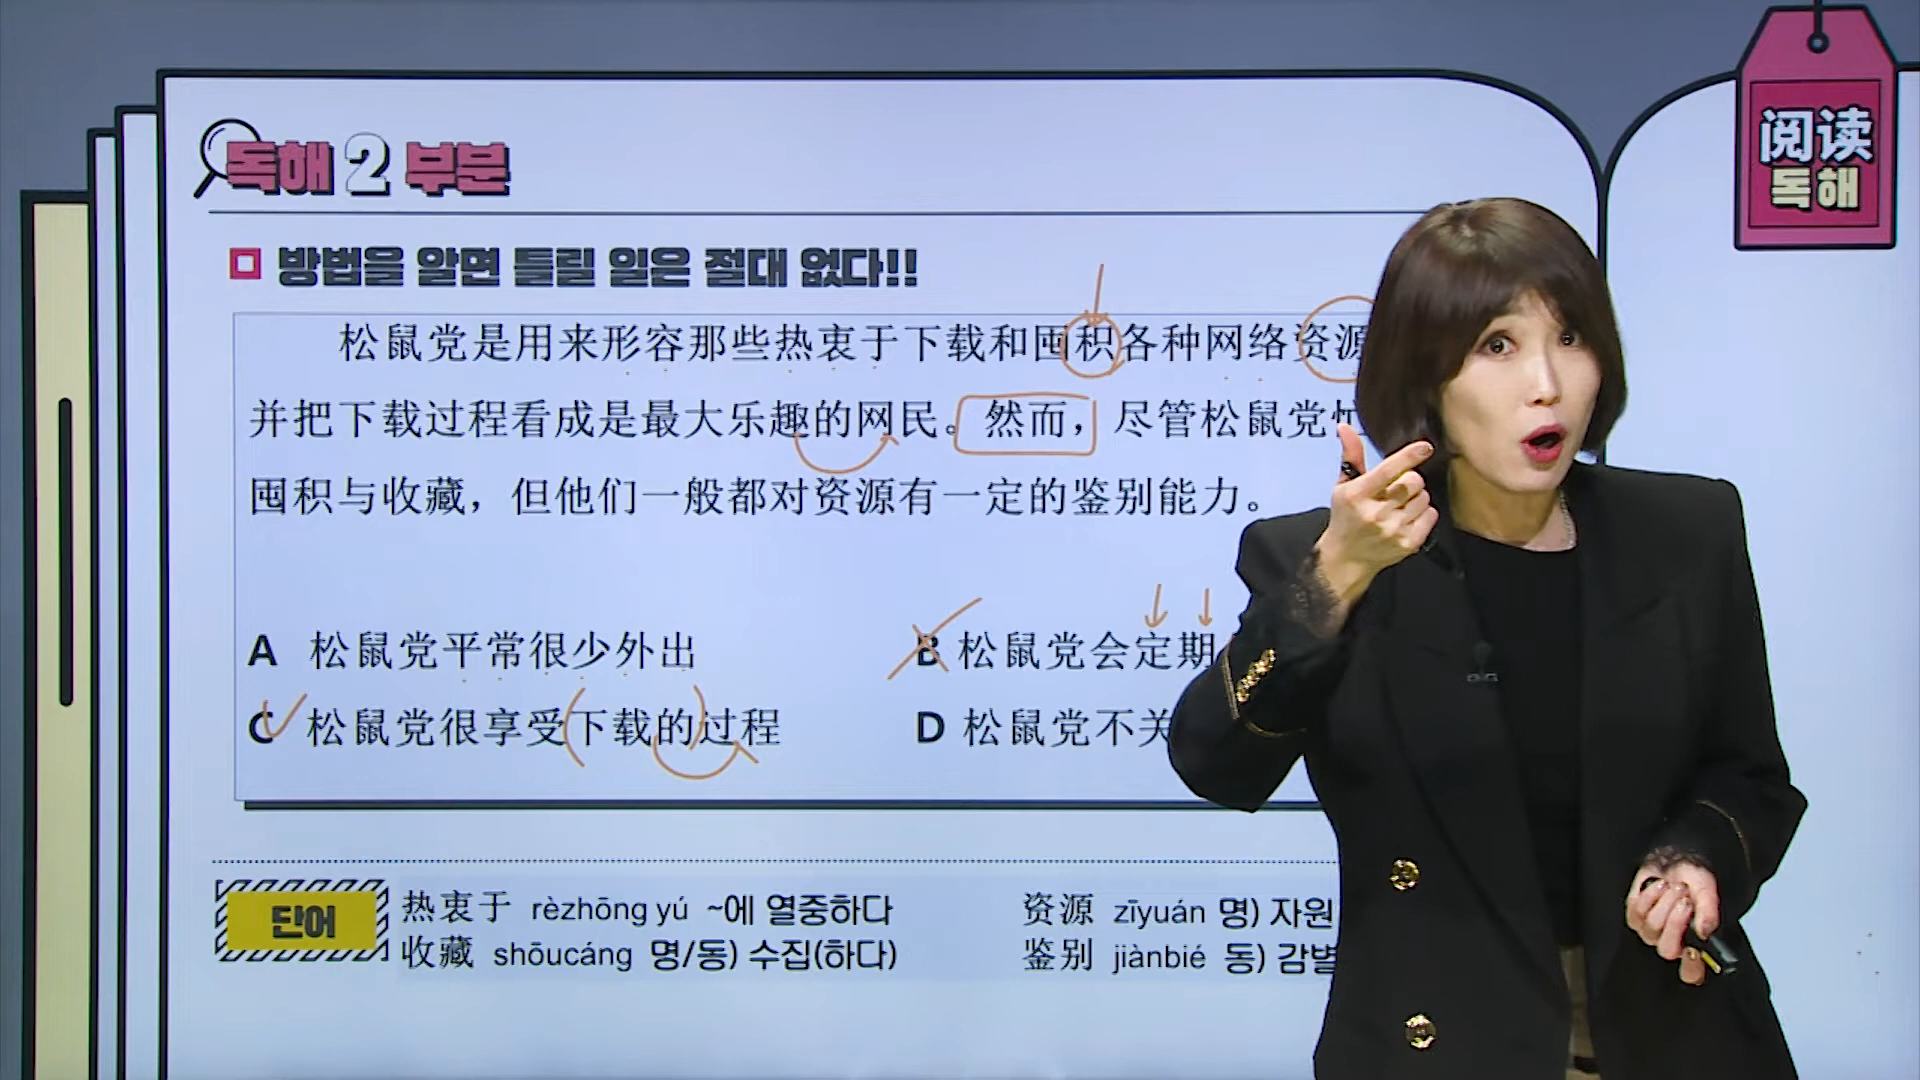 阅读
독해
독해 2 부분
방법을 알면 틀릴 일은 절대 없다!!
松鼠党是用来形容那些热衷于下载和囤积各种网络资源
并把下载过程看成是最大乐趣的网民。然而，尽管松鼠党忙
囤积与收藏，但他们一般都对资源有一定的鉴别能力。
A 松鼠党平常很少外出
B 松鼠党会定期
C 松鼠党很享受下载的过程
D 松鼠党不关
단어
热衷于 rèzhōng yú ~에 열중하다
资源 zīyuán 명) 자원
收藏 shōucáng 명/동) 수집(하다)
鉴别 jiànbié 동) 감별